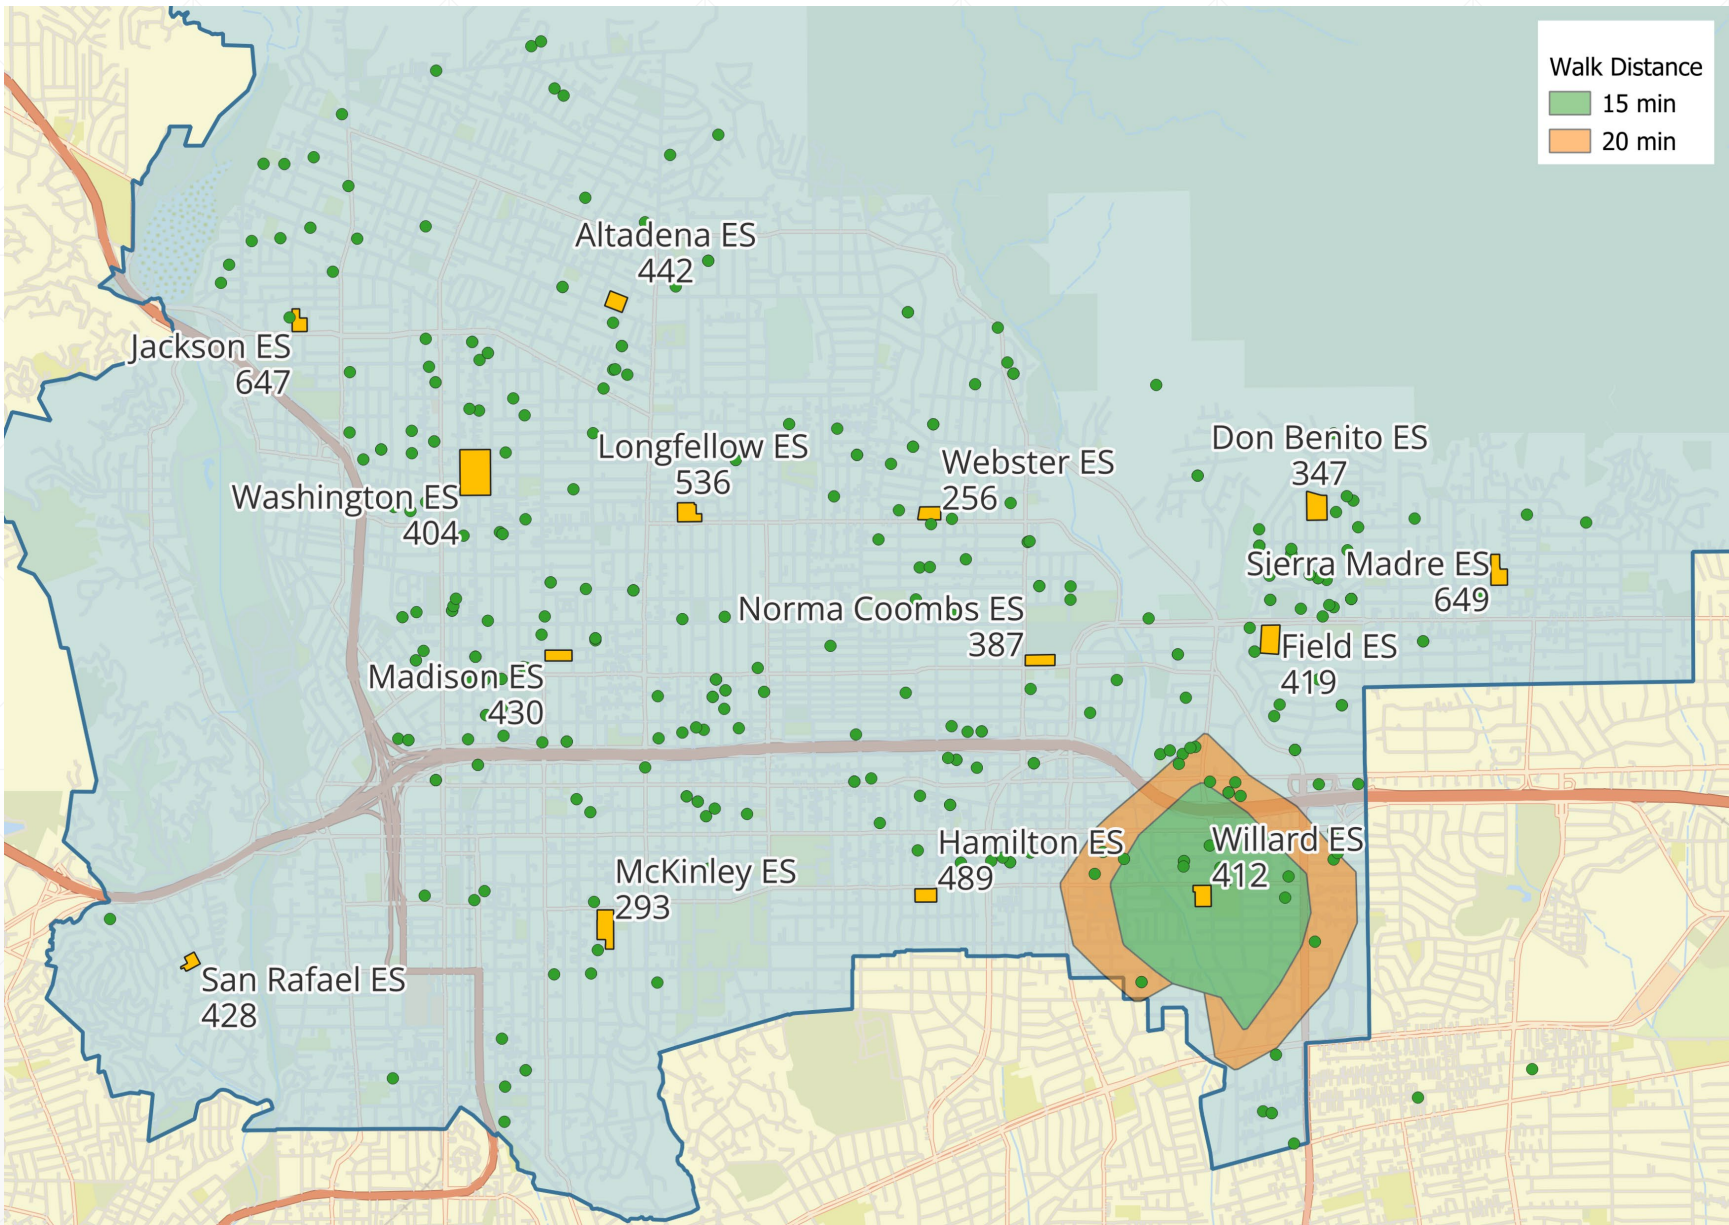 Walk Distance
15 min
20 min
Altadena ES
442
Jackson ES
647
Longfellow ES
536
Webster ES
256
Don Benito ES
347
Washington ES
404
Sierra Madre ES
649
Norma Coombs ES
387
Field ES
419
Madison ES
430
Hamilton ES
489
Willard ES
412
McKinley ES
293
San Rafael ES
428